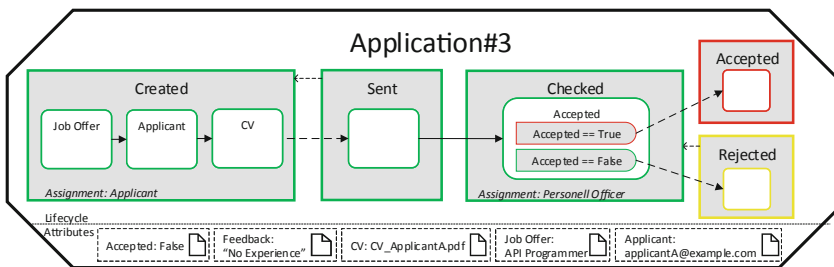 Application#3
Created
Sent
Checked
Accepted
Rejected
Job Offer
Applicant
CV
Accepted
Accepted == True
Accepted == False
Assignment: Applicant
Assignment: Personell Officer
Lifecycle
Attributes
Accepted: False
Feedback:
"No Experience"
CV: CV_ApplicantA.pdf
Job Offer:
API Programmer
Applicant:
applicantA@example.com